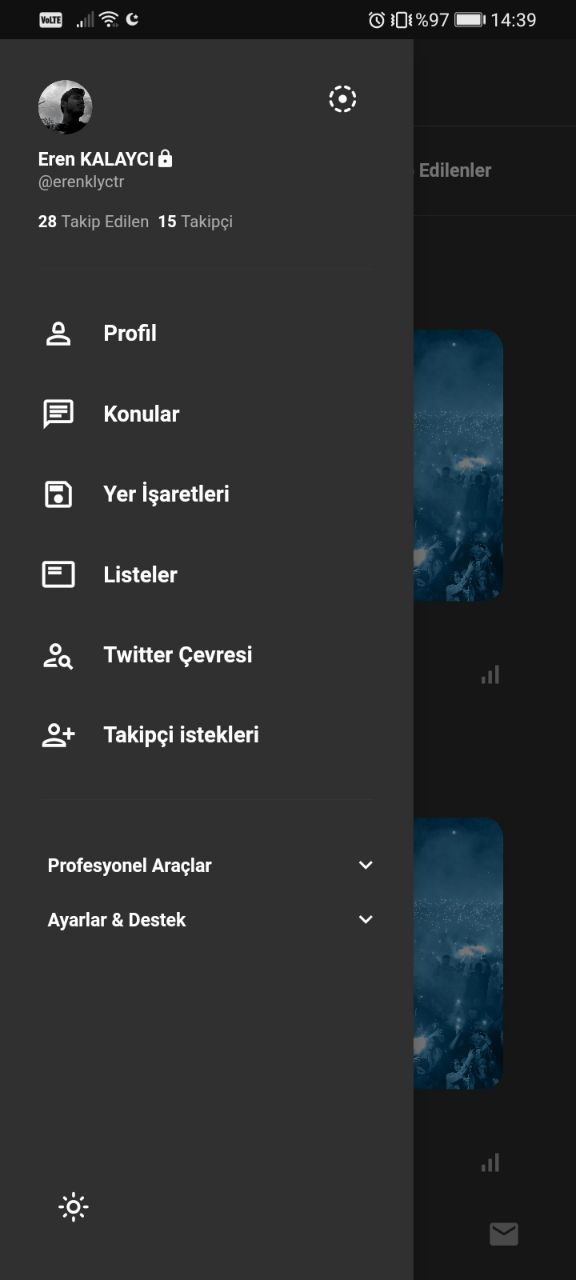 VoLTE %97 14:39
Eren KALAYCI
@erenklyctr
28 Takip Edilen 15 Takipçi
Edilenler
Profil
Konular
Yer İşaretleri
Listeler
Twitter Çevresi
Takipçi istekleri
Profesyonel Araçlar
Ayarlar & Destek